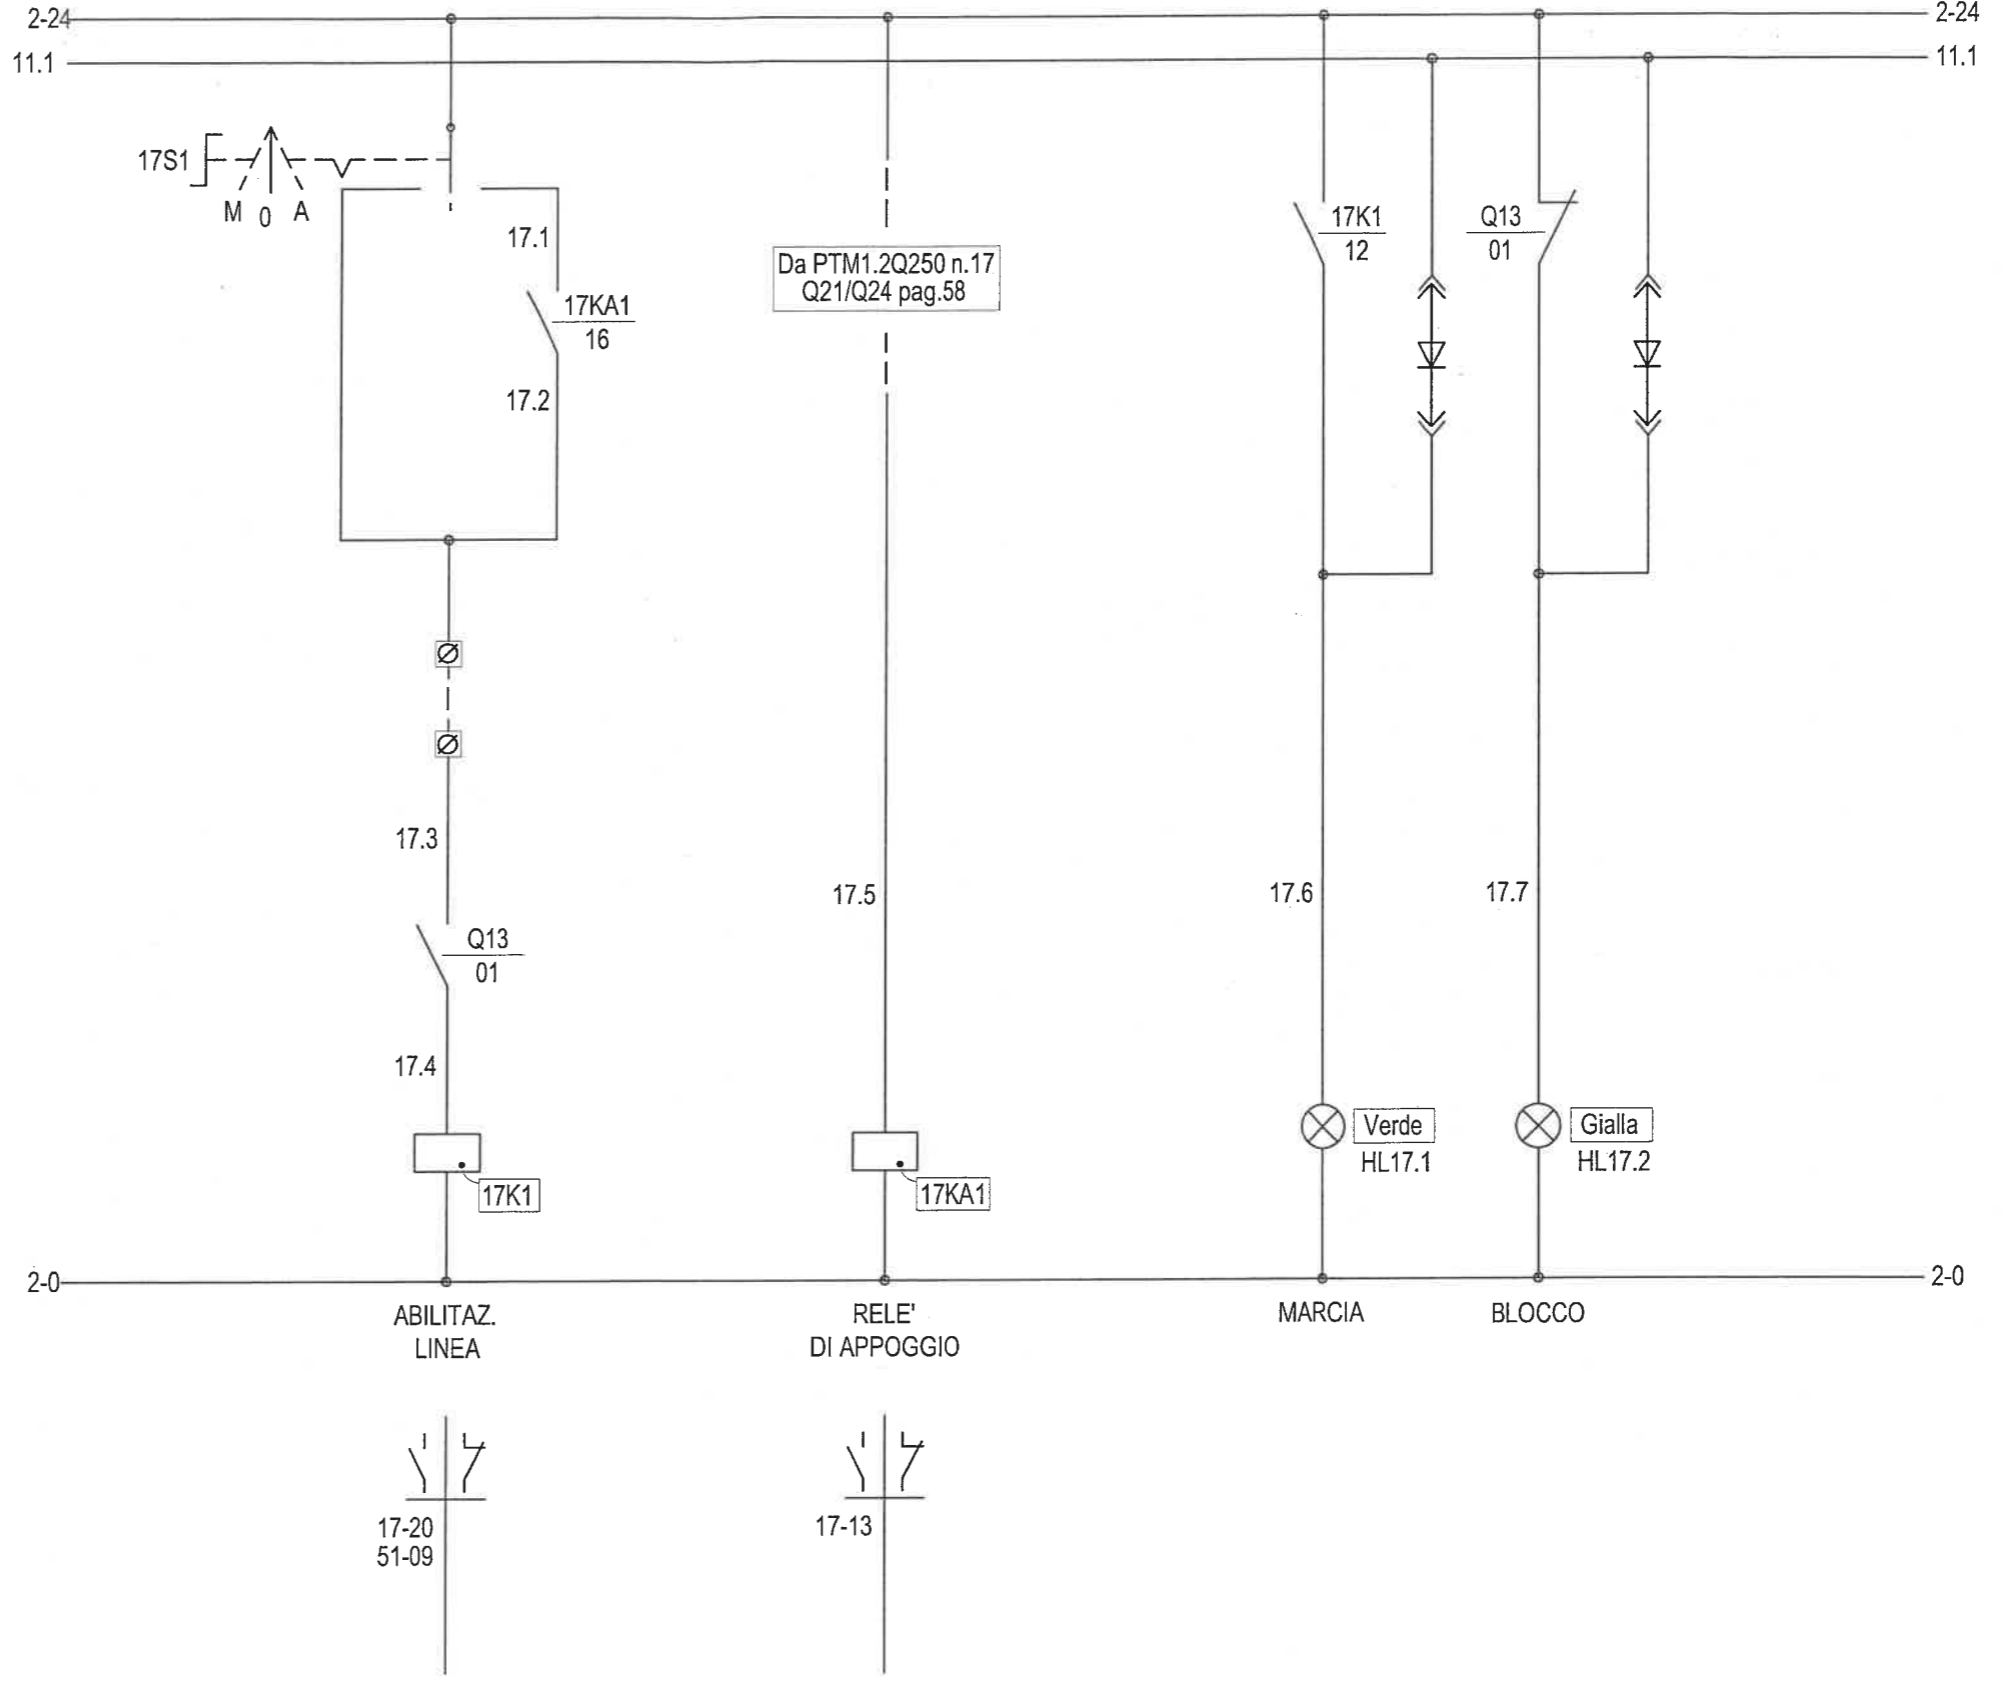 2-24
2-24
11.1
11.1
17S1
M 0 A
17.1
17KA1
16
17.2
Da PTM1.2Q250 n.17
Q21/Q24 pag.58
17K1
12
Q13
01
17.3
17.5
17.6
17.7
Q13
01
17.4
Verde
HL17.1
Gialla
HL17.2
17K1
17KA1
2-0
2-0
ABILITAZ.
LINEA
RELE'
DI APPOGGIO
MARCIA
BLOCCO
17-20
51-09
17-13